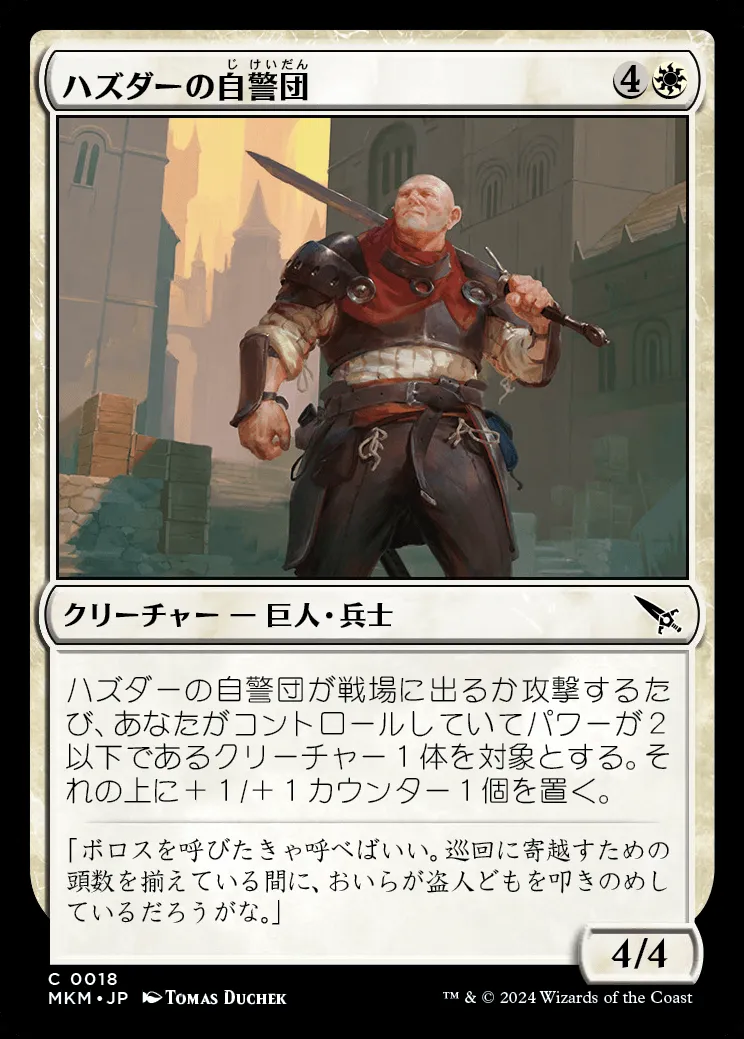 じけいだん
ハズダーの自警団 4
クリーチャー — 巨人・兵士
ハズダーの自警団が戦場に出るか攻撃するた
び、あなたがコントロールしていてパワーが2
以下であるクリーチャー1体を対象とする。そ
れの上に+1/+1カウンター1個を置く。
「ボロスを呼びたきゃ呼べばいい。巡回に寄越すための
頭数を揃えている間に、おいらが盗人どもを叩きのめし
ているだろうがな。」
4/4
C 0018
MKM・JP Tomas Duchek ™ & © 2024 Wizards of the Coast